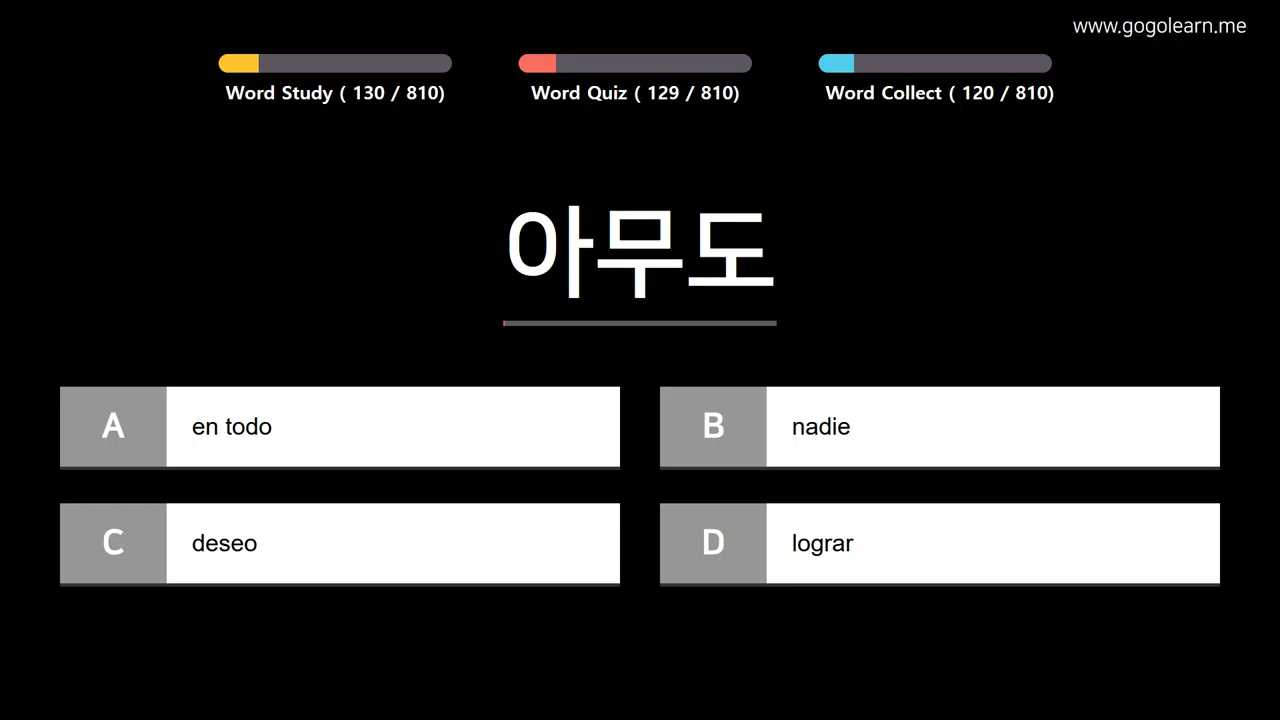 www.gogolearn.me
Word Study ( 130 / 810)
Word Quiz ( 129 / 810)
Word Collect ( 120 / 810)
아무도
A en todo
B nadie
C deseo
D lograr